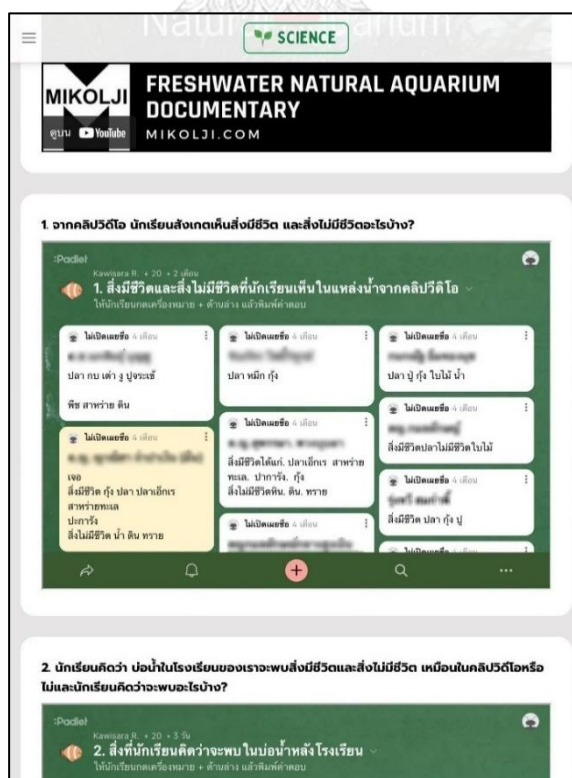 SCIENCE
MIKOLJI
FRESHWATER NATURAL AQUARIUM
DOCUMENTARY
MIKOLJI.COM
ดูบน YouTube
1. จากคลิปวิดีโอ นักเรียนสังเกตเห็นสิ่งมีชีวิต และสิ่งไม่มีชีวิตอะไรบ้าง?
:Padlet
Kawisara R. + 20 • 2 เดือน
1. สิ่งมีชีวิตและสิ่งไม่มีชีวิตที่นักเรียนเห็นในแหล่งน้ำจากคลิปวีดีโอ
ให้นักเรียนกดเครื่องหมาย + ด้านล่าง แล้วพิมพ์คำตอบ
ไม่เปิดเผยชื่อ 4 เดือน
ปลา กบ เต่า งู ปูจระเข้
พืช สาหร่าย ดิน
ไม่เปิดเผยชื่อ 4 เดือน
เจอ
สิ่งมีชีวิต กุ้ง ปลา ปลาเอ็กเร
สาหร่ายทะเล
ปะการัง
สิ่งไม่มีชีวิต น้ำ ดิน ทราย
ไม่เปิดเผยชื่อ 4 เดือน
ปลา หมึก กุ้ง
ไม่เปิดเผยชื่อ 4 เดือน
สิ่งมีชีวิตได้แก่. ปลาเอ็กเร สาหร่าย
ทะเล. ปาการัง. กุ้ง
สิ่งไม่มีชีวิตหิน. ดิน. ทราย
ไม่เปิดเผยชื่อ 4 เดือน
ไม่เปิดเผยชื่อ 4 เดือน
ปลา ปู่ กุ้ง ใบไม้ น้ำ
ไม่เปิดเผยชื่อ 4 เดือน
สิ่งมีชีวิตปลาไม่มีชีวิตใบไม้
ไม่เปิดเผยชื่อ 4 เดือน
สิ่งมีชีวิต ปลา กุ้ง ปู
ไม่เปิดเผยชื่อ 4 เดือน
2. นักเรียนคิดว่า บ่อน้ำในโรงเรียนของเราจะพบสิ่งมีชีวิตและสิ่งไม่มีชีวิต เหมือนในคลิปวิดีโอหรือ
ไม่และนักเรียนคิดว่าจะพบอะไรบ้าง?
:Padlet
Kawisara R. + 20 • 3 วัน
2. สิ่งที่นักเรียนคิดว่าจะพบ ในบ่อน้ำหลังโรงเรียน
ให้นักเรียนกดเครื่องหมาย + ด้านล่าง แล้วพิมพ์คำตอบ